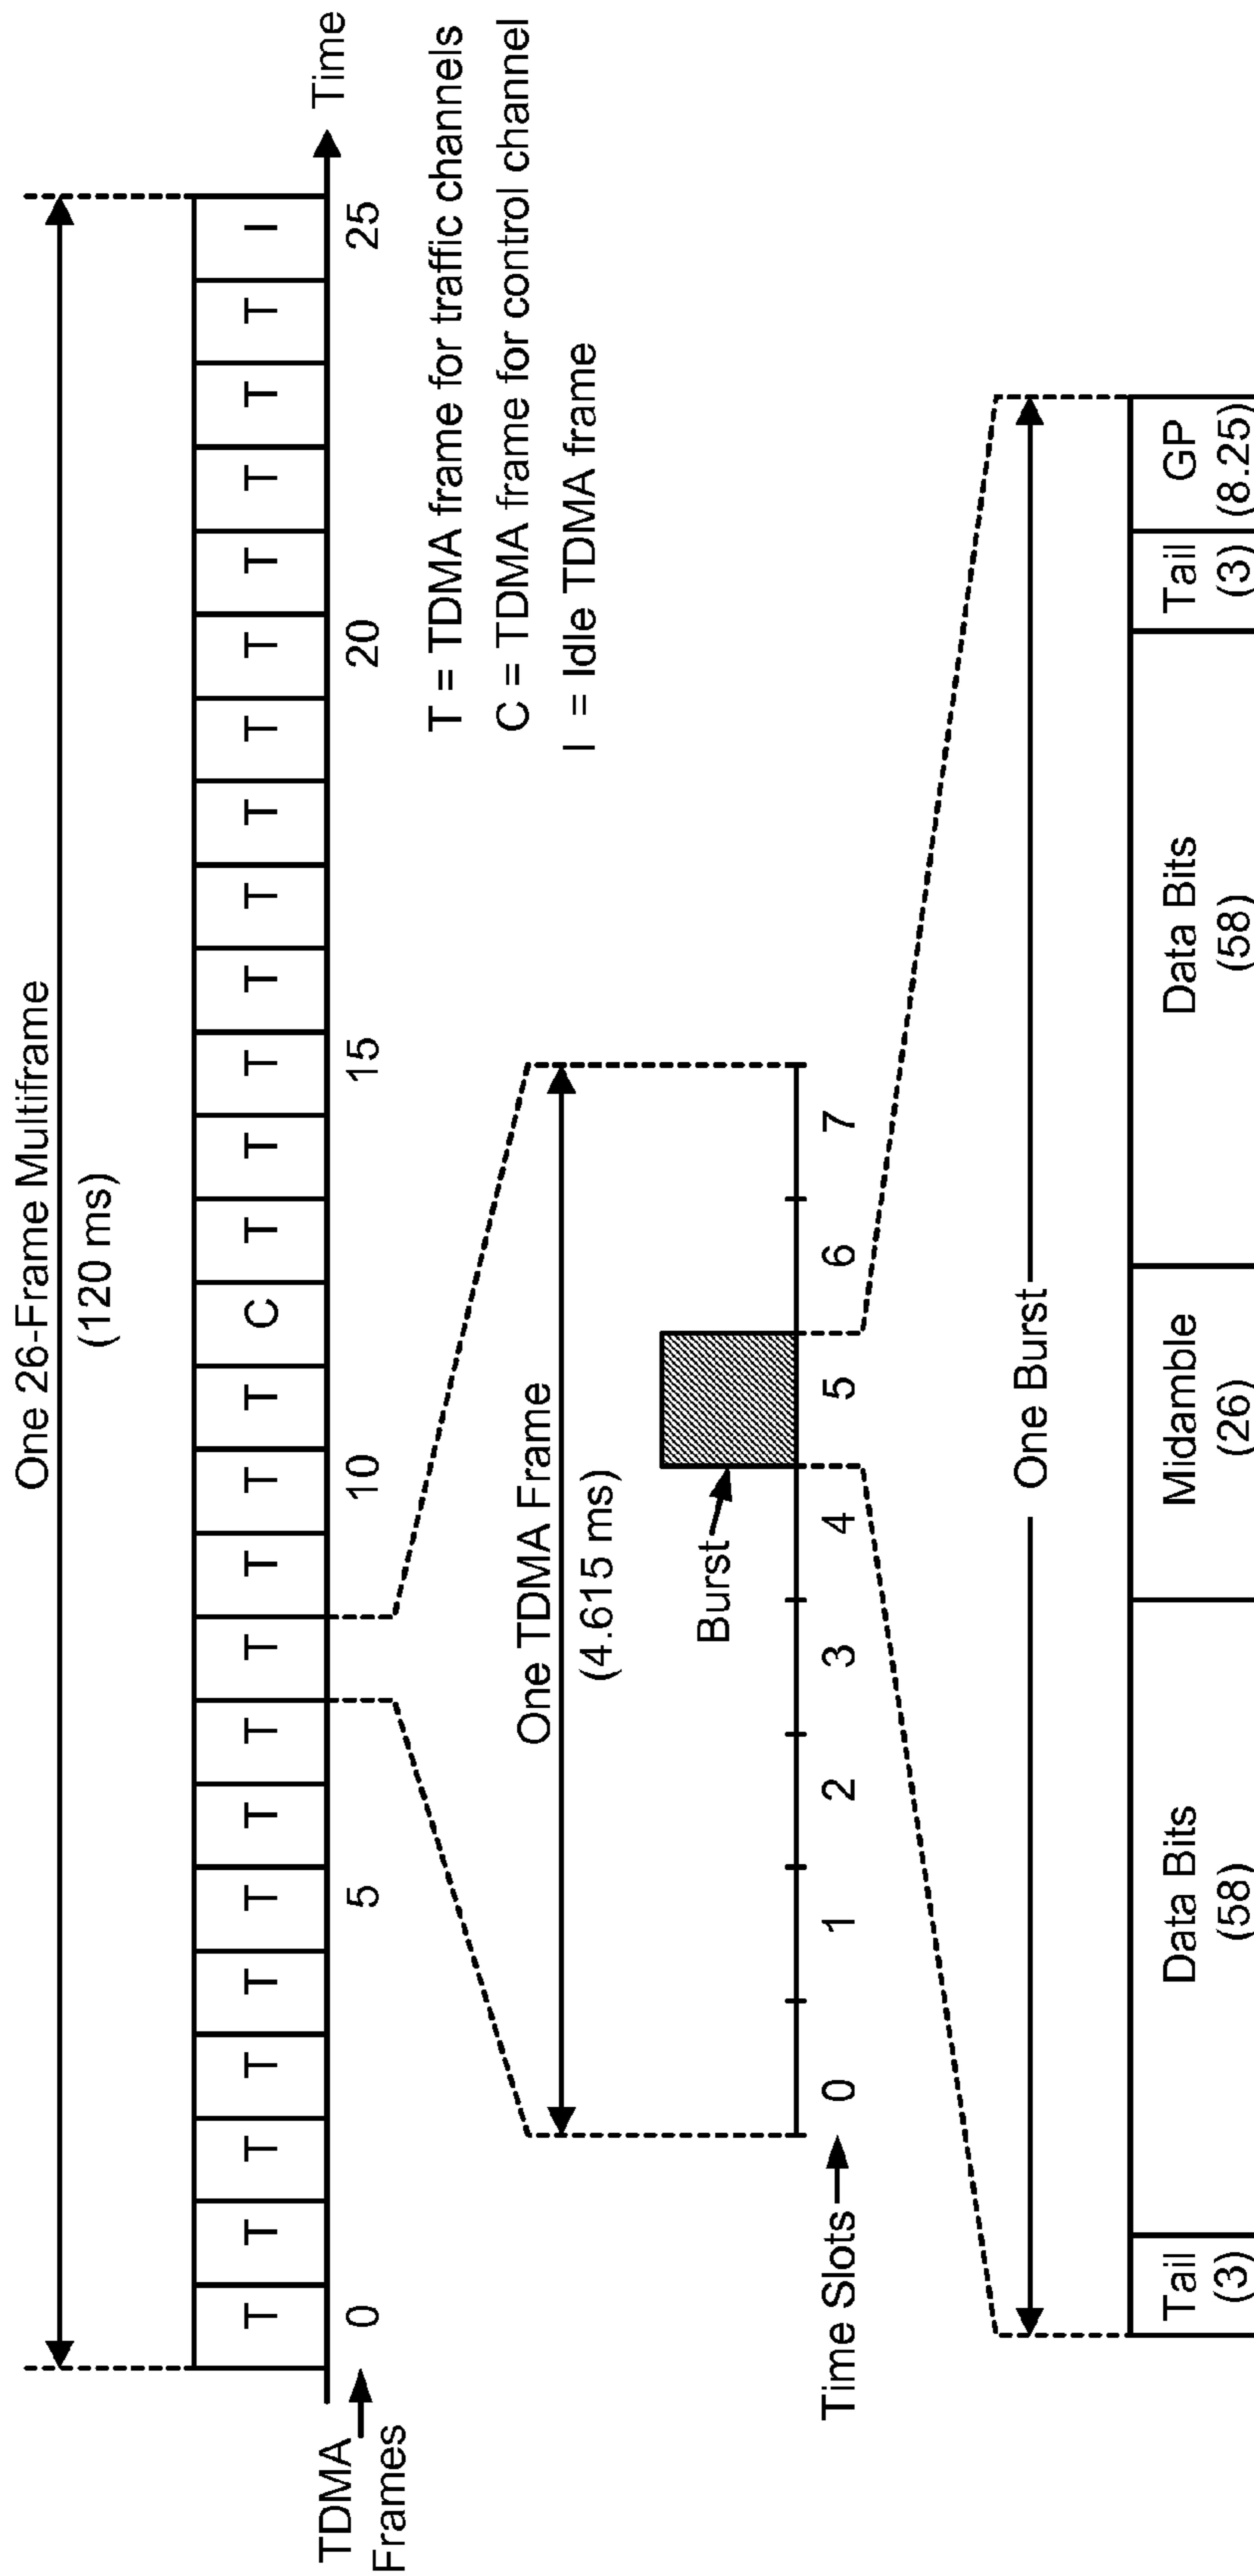 One 26-Frame Multiframe
(120 ms)
T T T T T T T T T T T T C T T T T T T T T T T T T I
TDMA Frames
0 5 10 15 20 25
Time
T = TDMA frame for traffic channels
C = TDMA frame for control channel
I = Idle TDMA frame
One TDMA Frame
(4.615 ms)
Burst
Time Slots
0 1 2 3 4 5 6 7
One Burst
Tail
(3)
Data Bits
(58)
Midamble
(26)
Data Bits
(58)
Tail
(3)
GP
(8.25)